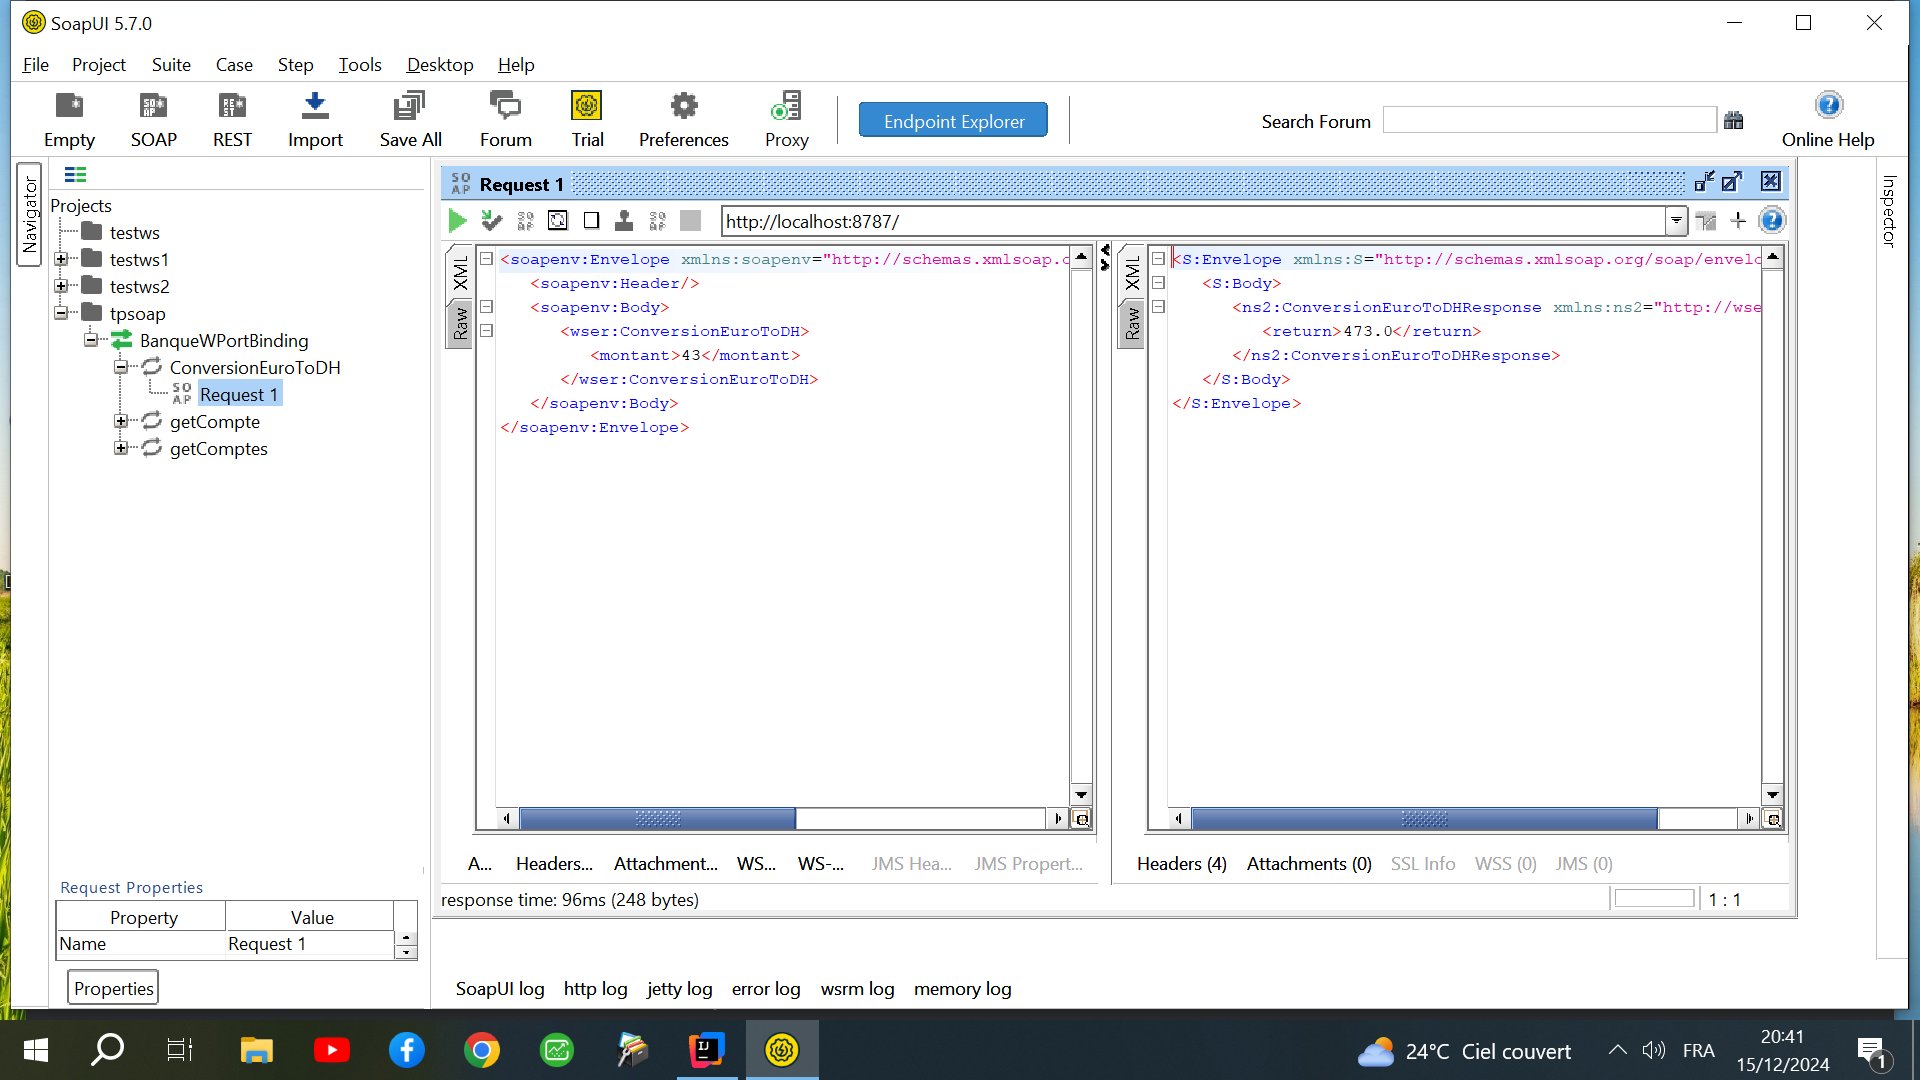 SoapUI 5.7.0
File Project Suite Case Step Tools Desktop Help
Empty SOAP REST Import Save All Forum Trial Preferences Proxy Endpoint Explorer Search Forum Online Help
Navigator
Projects
testws
testws1
testws2
tpsoap
BanqueWPortBinding
ConversionEuroToDH
SO AP Request 1
getCompte
getComptes
Request Properties
Property Value
Name Request 1
Properties
SO AP Request 1
http://localhost:8787/
XML
Raw
<soapenv:Envelope xmlns:soapenv="http://schemas.xmlsoap.o
<soapenv:Header/>
<soapenv:Body>
<wser:ConversionEuroToDH>
<montant>43</montant>
</wser:ConversionEuroToDH>
</soapenv:Body>
</soapenv:Envelope>
A... Headers... Attachment... WS... WS-... JMS Hea... JMS Propert...
XML
Raw
<S:Envelope xmlns:S="http://schemas.xmlsoap.org/soap/envelo
<S:Body>
<ns2:ConversionEuroToDHResponse xmlns:ns2="http://wse
<return>473.0</return>
</ns2:ConversionEuroToDHResponse>
</S:Body>
</S:Envelope>
Headers (4) Attachments (0) SSL Info WSS (0) JMS (0)
response time: 96ms (248 bytes) 1 : 1
Inspector
SoapUI log http log jetty log error log wsrm log memory log
24°C Ciel couvert FRA
20:41
15/12/2024
1